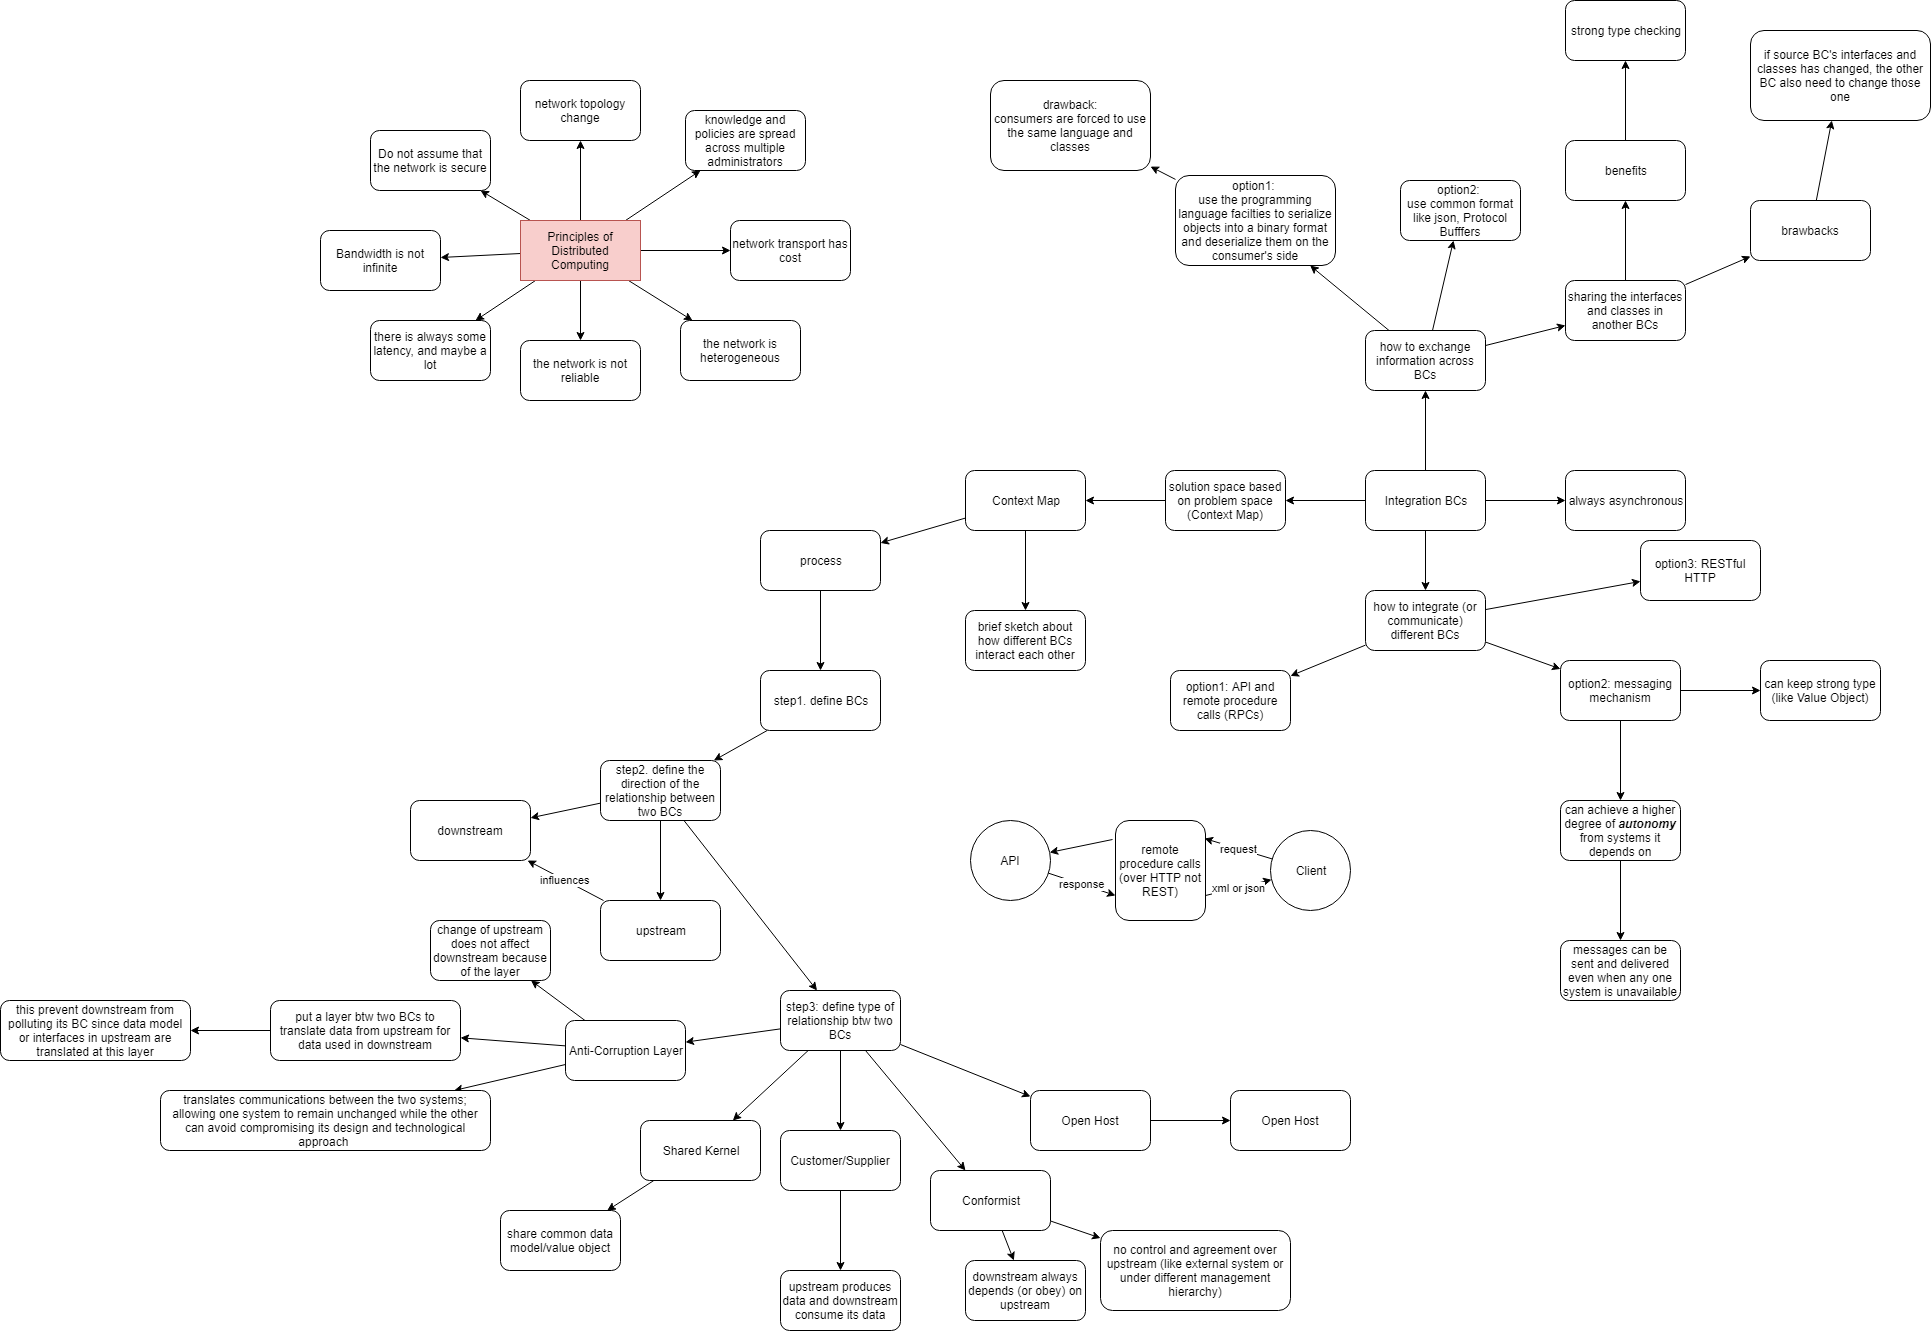 strong type checking
if source BC's interfaces and
classes has changed, the other
BC also need to change those
one
network topology
change
drawback:
consumers are forced to use
the same language and
classes
knowledge and
policies are spread
across multiple
administrators
Do not assume that
the network is secure
benefits
option1:
use the programming
language facilties to serialize
objects into a binary format
and deserialize them on the
consumer's side
option2:
use common format
like json, Protocol
Bufffers
brawbacks
Principles of
Distributed
Computing
network transport has
cost
Bandwidth is not
infinite
sharing the interfaces
and classes in
another BCs
there is always some
latency, and maybe a
lot
the network is not
reliable
the network is
heterogeneous
how to exchange
information across
BCs
Context Map
solution space based
on problem space
(Context Map)
Integration BCs
always asynchronous
process
option3: RESTful
HTTP
brief sketch about
how different BCs
interact each other
how to integrate (or
communicate)
different BCs
step1. define BCs
option1: API and
remote procedure
calls (RPCs)
option2: messaging
mechanism
can keep strong type
(like Value Object)
step2. define the
direction of the
relationship between
two BCs
downstream
can achieve a higher
degree of autonomy
from systems it
depends on
API
remote
procedure calls
(over HTTP not
REST)
request
Client
response
xml or json
influences
upstream
change of upstream
does not affect
downstream because
of the layer
messages can be
sent and delivered
even when any one
system is unavailable
this prevent downstream from
polluting its BC since data model
or interfaces in upstream are
translated at this layer
put a layer btw two BCs to
translate data from upstream for
data used in downstream
Anti-Corruption Layer
step3: define type of
relationship btw two
BCs
translates communications between the two systems;
allowing one system to remain unchanged while the other
can avoid compromising its design and technological
approach
Open Host
Open Host
Shared Kernel
Customer/Supplier
Conformist
share common data
model/value object
upstream produces
data and downstream
consume its data
downstream always
depends (or obey) on
upstream
no control and agreement over
upstream (like external system or
under different management
hierarchy)